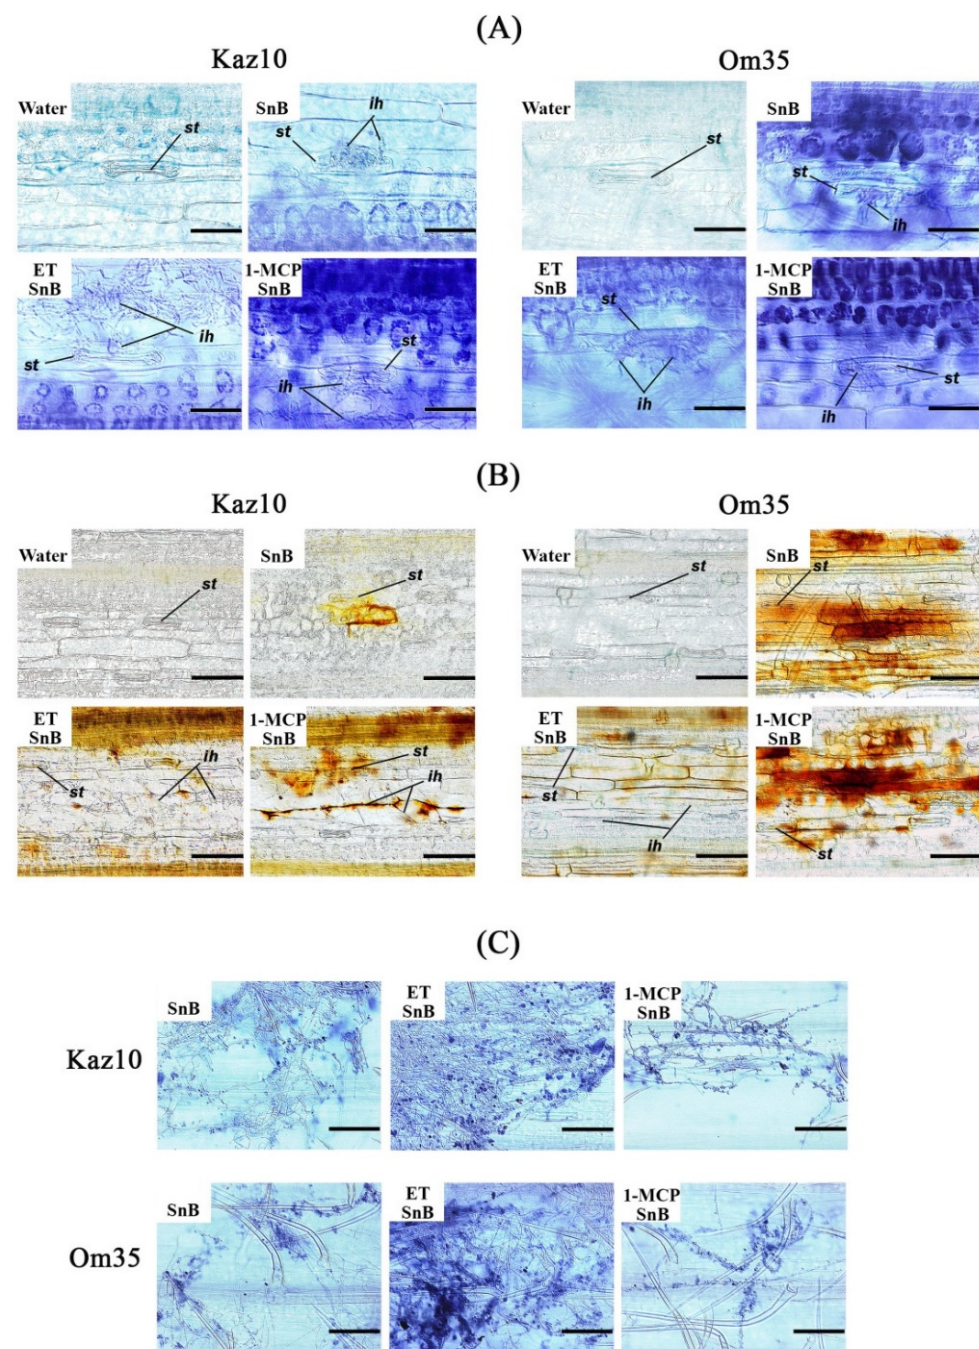 (A)
Kaz10
Om35
Water
st
SnB
ih
st
Water
st
SnB
st
ih
ET
SnB
ih
st
1-MCP
SnB
st
ih
ET
SnB
st
ih
1-MCP
SnB
st
ih
(B)
Kaz10
Om35
Water
st
SnB
st
Water
st
SnB
st
ET
SnB
ih
st
1-MCP
SnB
st
ih
ET
SnB
st
ih
1-MCP
SnB
st
(C)
Kaz10
SnB
ET
SnB
1-MCP
SnB
Om35
SnB
ET
SnB
1-MCP
SnB